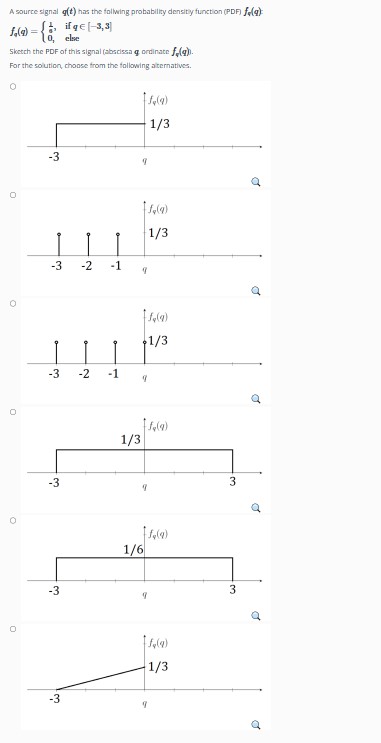 A source signal q(t) has the follwing probability densitiy function (PDF) f_q(q):
f_q(q) = { 1/6, if q ∈ [−3, 3]
0, else
Sketch the PDF of this signal (abscissa q, ordinate f_q(q)).
For the solution, choose from the following alternatives.
f_q(q)
1/3
-3
q
f_q(q)
1/3
-3 -2 -1
q
f_q(q)
1/3
-3 -2 -1
q
f_q(q)
1/3
-3 3
q
f_q(q)
1/6
-3 3
q
f_q(q)
1/3
-3
q